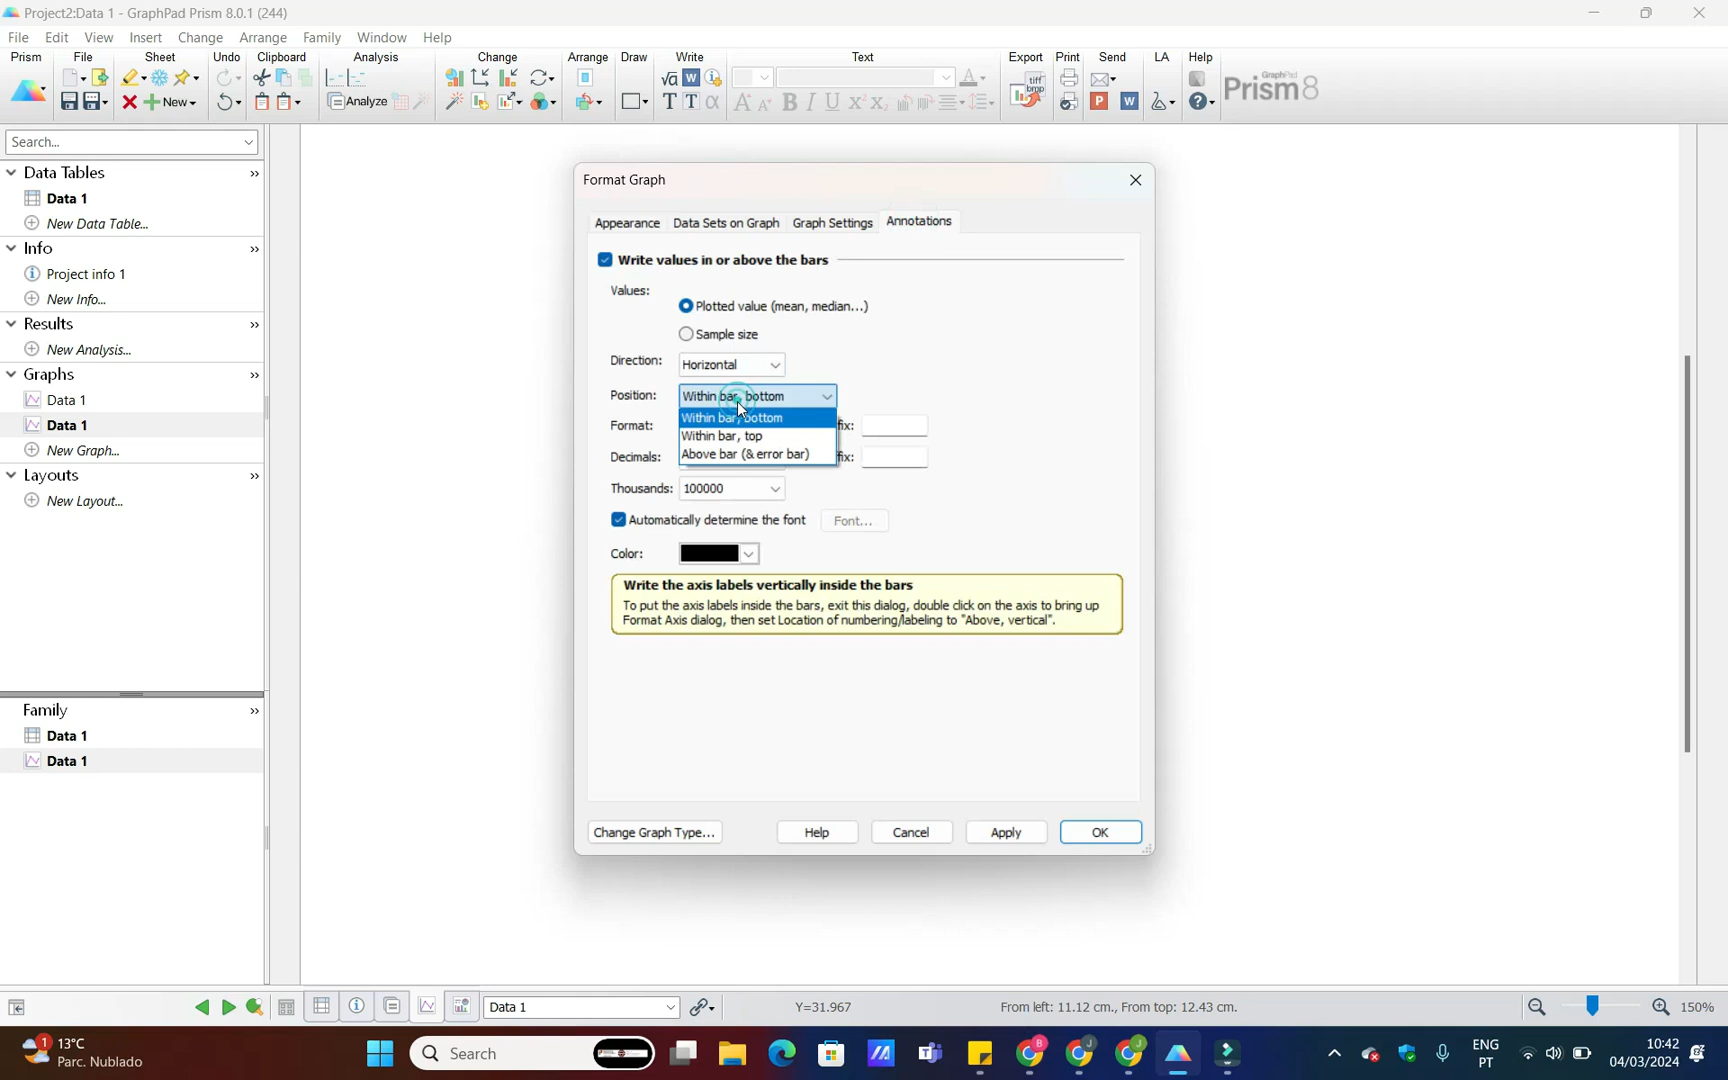 Project2:Data 1 - GraphPad Prism 8.0.1 (244)
File Edit View Insert Change Arrange Family Window Help
Prism File Sheet Undo Clipboard Analysis Change Arrange Draw Write Text Export Print Send LA Help
New
Analyze
tiff
bmp
GraphPad
Prism 8
Search...
Data Tables
Data 1
New Data Table...
Info
Project info 1
New Info...
Results
New Analysis...
Graphs
Data 1
Data 1
New Graph...
Layouts
New Layout...
Family
Data 1
Data 1
Format Graph
Appearance Data Sets on Graph Graph Settings Annotations
Write values in or above the bars
Values:
Plotted value (mean, median...)
Sample size
Direction: Horizontal
Position: Within bar, bottom
Within bar, bottom
Within bar, top
Above bar (& error bar)
Format: fix:
Decimals: fix:
Thousands: 100000
Automatically determine the font Font...
Color:
Write the axis labels vertically inside the bars
To put the axis labels inside the bars, exit this dialog, double click on the axis to bring up
Format Axis dialog, then set Location of numbering/labeling to "Above, vertical".
Change Graph Type... Help Cancel Apply OK
Data 1 Y=31.967 From left: 11.12 cm., From top: 12.43 cm. 150%
1 13°C
Parc. Nublado
Search
ENG
PT
10:42
04/03/2024